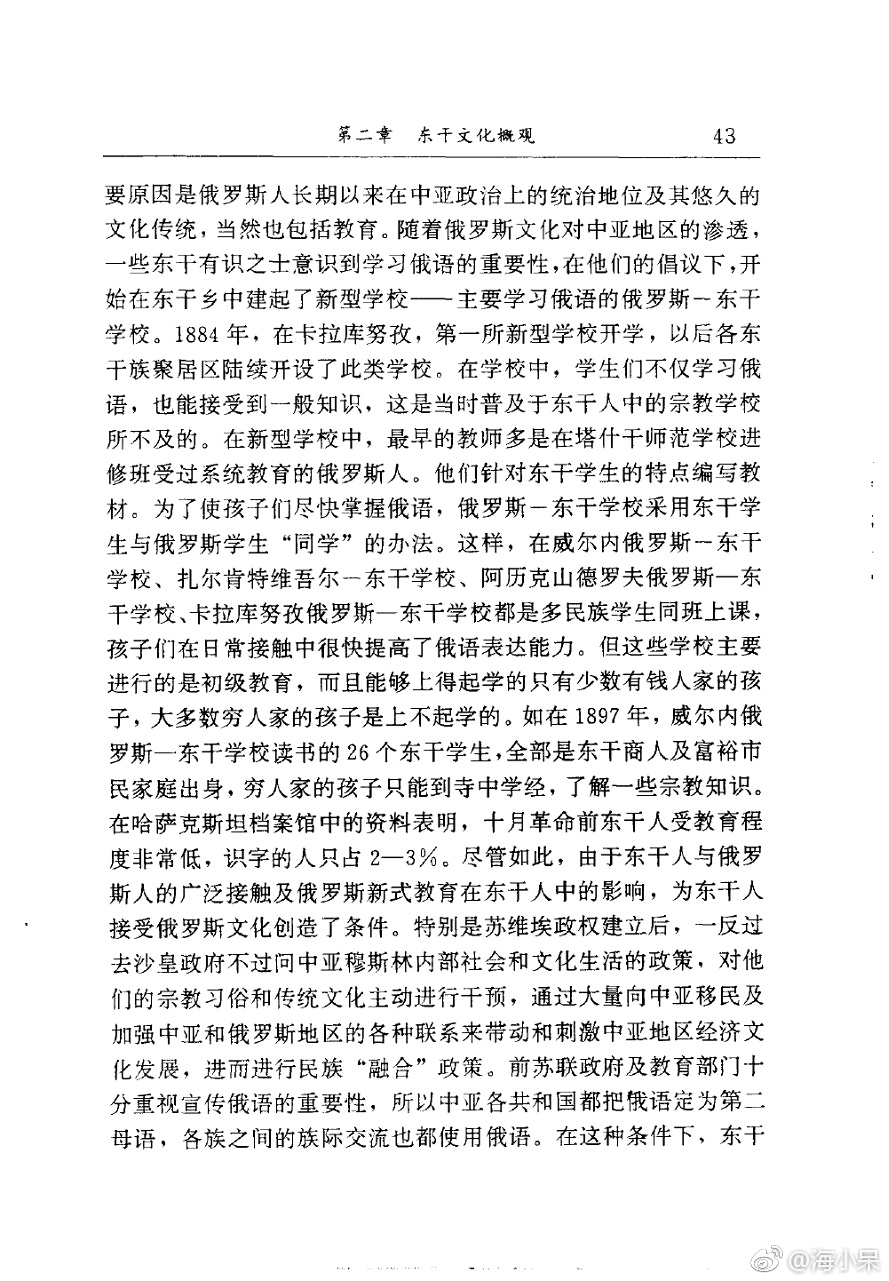 第二章　东干文化概观　43
要原因是俄罗斯人长期以来在中亚政治上的统治地位及其悠久的
文化传统，当然也包括教育。随着俄罗斯文化对中亚地区的渗透，
一些东干有识之士意识到学习俄语的重要性，在他们的倡议下，开
始在东干乡中建起了新型学校——主要学习俄语的俄罗斯－东干
学校。1884 年，在卡拉库努孜，第一所新型学校开学，以后各东
干族聚居区陆续开设了此类学校。在学校中，学生们不仅学习俄
语，也能接受到一般知识，这是当时普及于东干人中的宗教学校
所不及的。在新型学校中，最早的教师多是在塔什干师范学校进
修班受过系统教育的俄罗斯人。他们针对东干学生的特点编写教
材。为了使孩子们尽快掌握俄语，俄罗斯－东干学校采用东干学
生与俄罗斯学生“同学”的办法。这样，在威尔内俄罗斯－东干
学校、扎尔肯特维吾尔－东干学校、阿历克山德罗夫俄罗斯—东
干学校、卡拉库努孜俄罗斯—东干学校都是多民族学生同班上课，
孩子们在日常接触中很快提高了俄语表达能力。但这些学校主要
进行的是初级教育，而且能够上得起学的只有少数有钱人家的孩
子，大多数穷人家的孩子是上不起学的。如在 1897 年，威尔内俄
罗斯—东干学校读书的 26 个东干学生，全部是东干商人及富裕市
民家庭出身，穷人家的孩子只能到寺中学经，了解一些宗教知识。
在哈萨克斯坦档案馆中的资料表明，十月革命前东干人受教育程
度非常低，识字的人只占 2—3%。尽管如此，由于东干人与俄罗
斯人的广泛接触及俄罗斯新式教育在东干人中的影响，为东干人
接受俄罗斯文化创造了条件。特别是苏维埃政权建立后，一反过
去沙皇政府不过问中亚穆斯林内部社会和文化生活的政策，对他
们的宗教习俗和传统文化主动进行干预，通过大量向中亚移民及
加强中亚和俄罗斯地区的各种联系来带动和刺激中亚地区经济文
化发展，进而进行民族“融合”政策。前苏联政府及教育部门十
分重视宣传俄语的重要性，所以中亚各共和国都把俄语定为第二
母语，各族之间的族际交流也都使用俄语。在这种条件下，东干
@海小呆